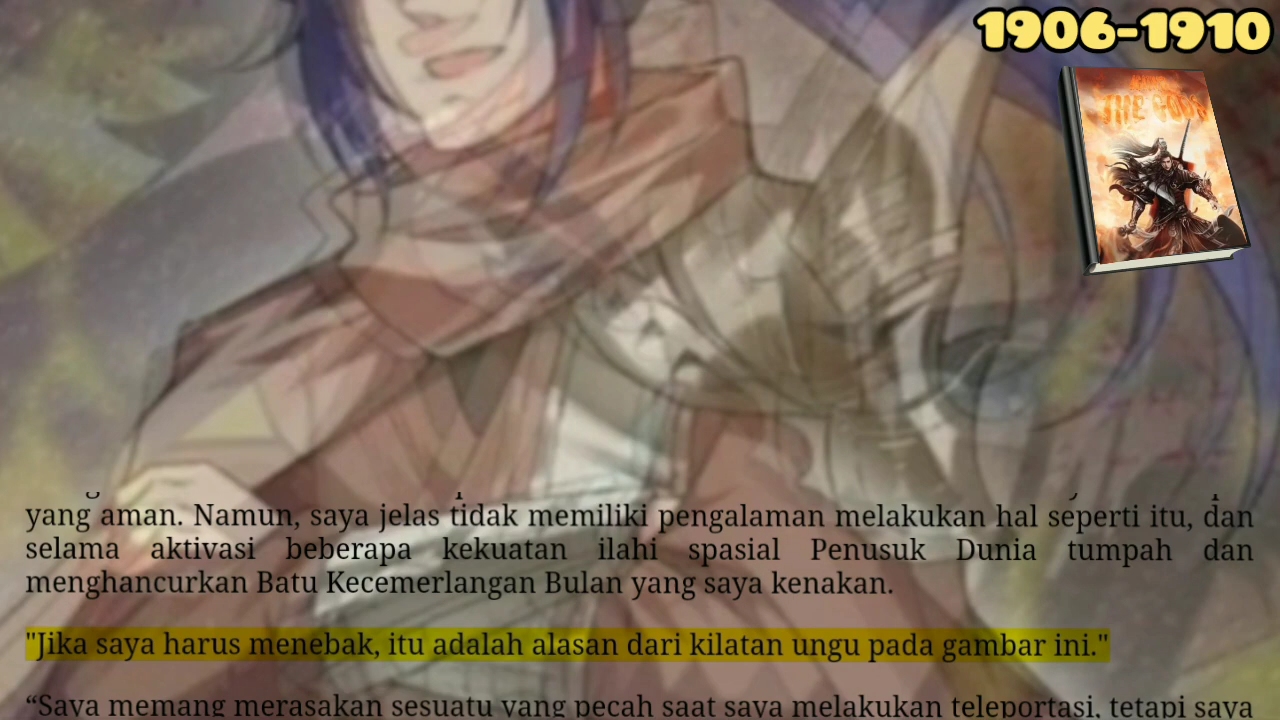 1906-1910
AGAINST
THE GODS
yang aman. Namun, saya jelas tidak memiliki pengalaman melakukan hal seperti itu, dan
selama aktivasi beberapa kekuatan ilahi spasial Penusuk Dunia tumpah dan
menghancurkan Batu Kecemerlangan Bulan yang saya kenakan.
"Jika saya harus menebak, itu adalah alasan dari kilatan ungu pada gambar ini."
“Saya memang merasakan sesuatu yang pecah saat saya melakukan teleportasi, tetapi saya